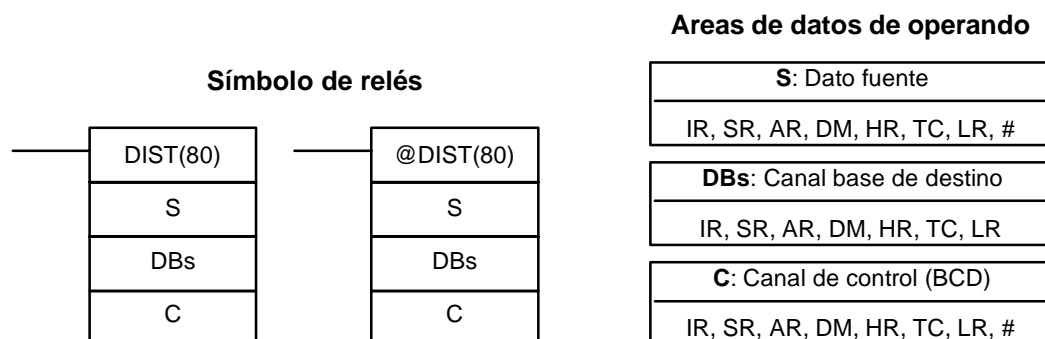 Areas de datos de operando
Símbolo de relés
S: Dato fuente
IR, SR, AR, DM, HR, TC, LR, #
DIST(80)
@DIST(80)
DBs: Canal base de destino
S
S
IR, SR, AR, DM, HR, TC, LR
DBs
DBs
C: Canal de control (BCD)
C
C
IR, SR, AR, DM, HR, TC, LR, #